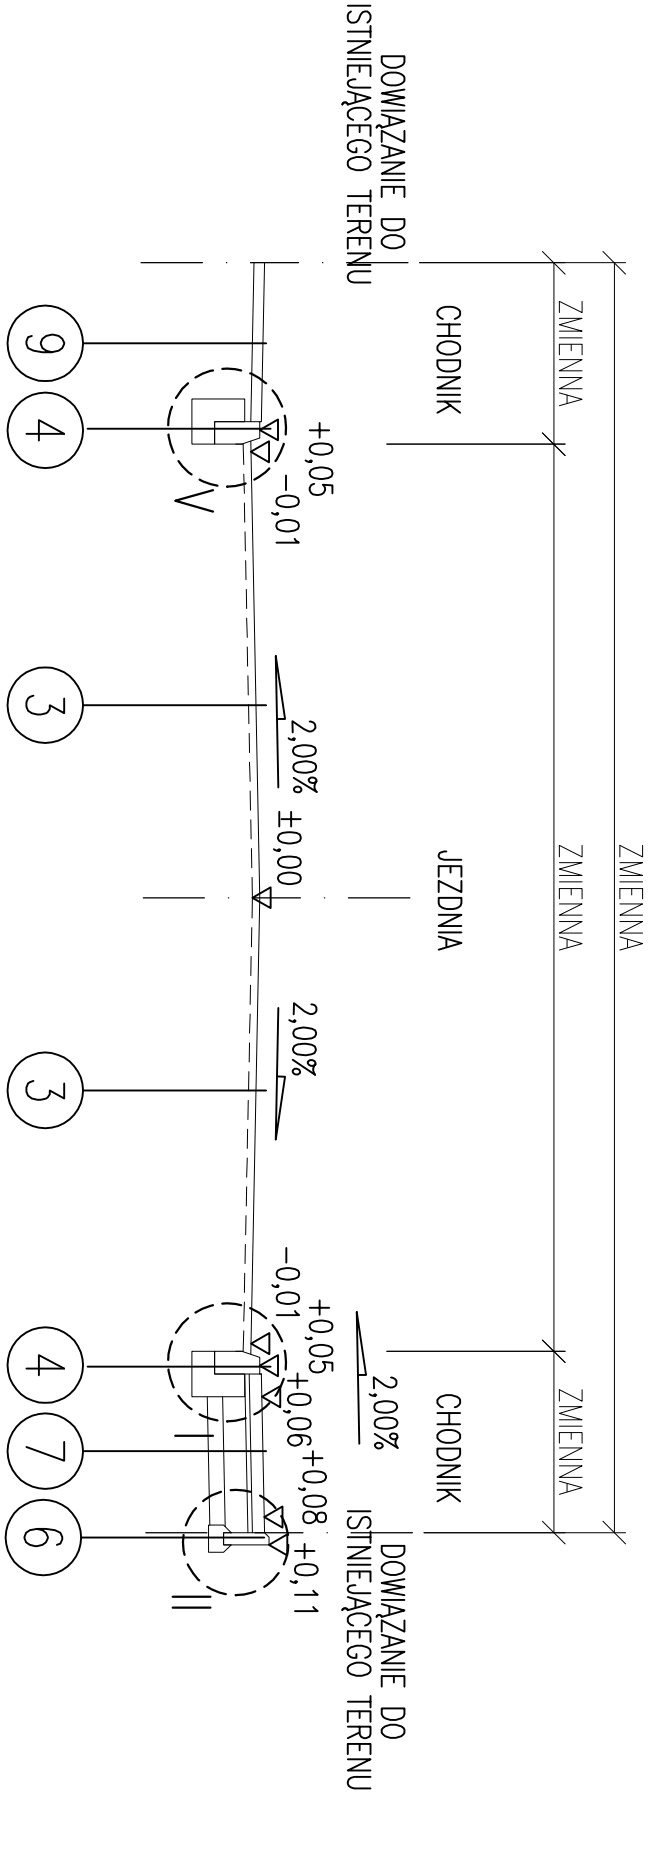 ZMIENNA
ZMIENNA
ZMIENNA
ZMIENNA
CHODNIK
JEZDNIA
CHODNIK
DOWIĄZANIE DO
ISTNIEJĄCEGO TERENU
2,00%
DOWIĄZANIE DO
ISTNIEJĄCEGO TERENU
+0,05
-0,01
2,00%
±0,00
2,00%
-0,01
+0,05
+0,06
+0,08
+0,11
V
I
II
9
4
3
3
4
7
6